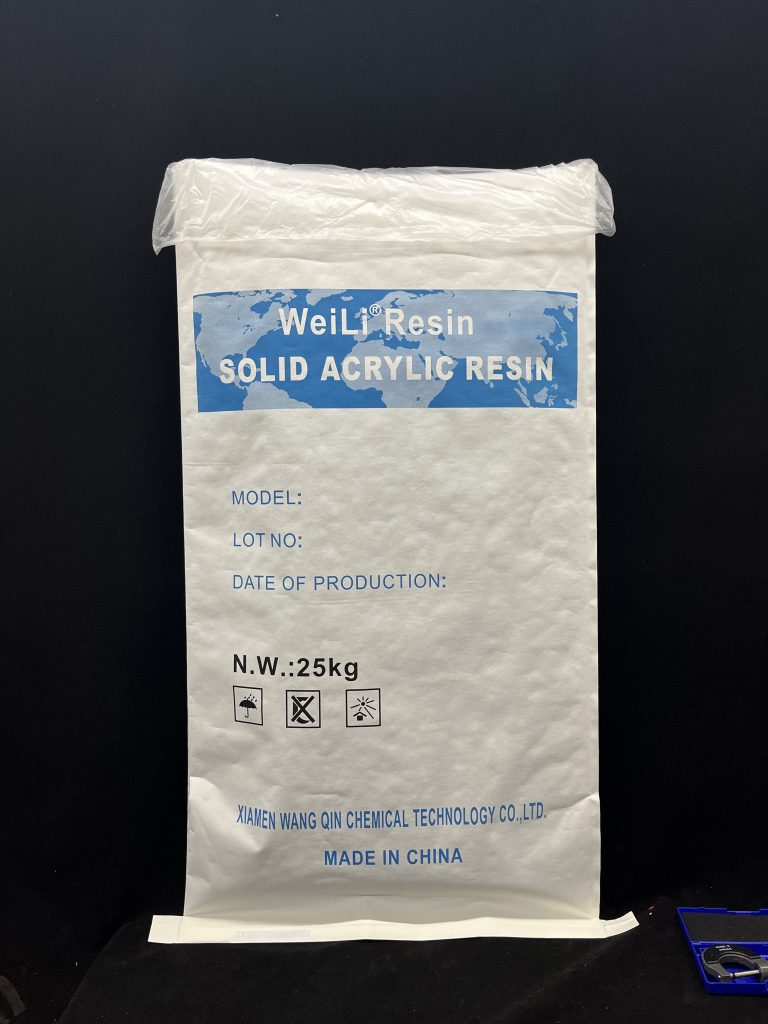 WeiLi® Resin
SOLID ACRYLIC RESIN
MODEL:
LOT NO:
DATE OF PRODUCTION:
N.W.:25kg
XIAMEN WANG QIN CHEMICAL TECHNOLOGY CO.,LTD.
MADE IN CHINA